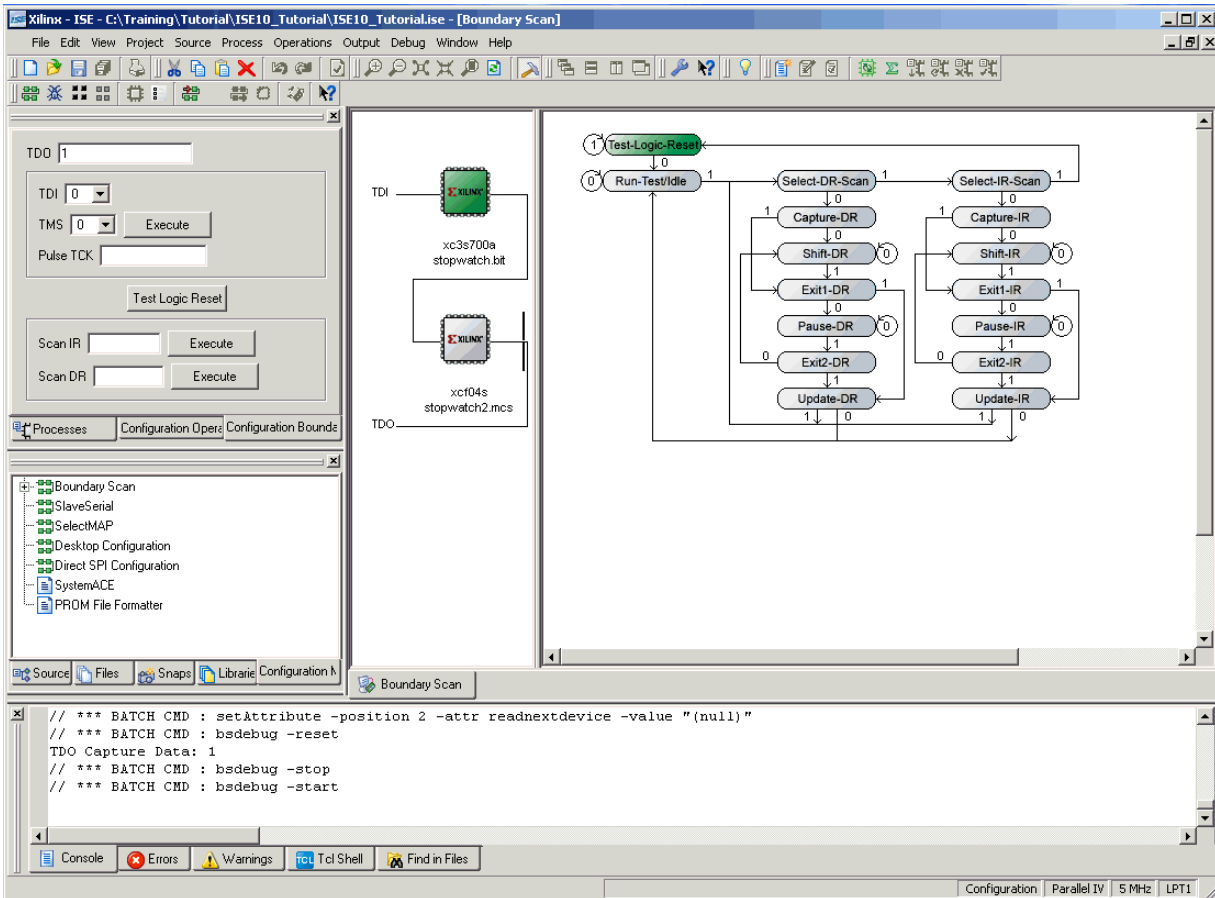 Xilinx - ISE - C:\Training\Tutorial\ISE10_Tutorial\ISE10_Tutorial.ise - [Boundary Scan]
File Edit View Project Source Process Operations Output Debug Window Help
TDO 1
TDI 0
TMS 0 Execute
Pulse TCK
Test Logic Reset
Scan IR Execute
Scan DR Execute
Processes Configuration Opera Configuration Bounda
Boundary Scan
SlaveSerial
SelectMAP
Desktop Configuration
Direct SPI Configuration
SystemACE
PROM File Formatter
Source Files Snaps Librarie Configuration M
TDI
XILINX
xc3s700a
stopwatch.bit
XILINX
xcf04s
stopwatch2.mcs
TDO
1 Test-Logic-Reset
0
0 Run-Test/Idle 1 Select-DR-Scan 1 Select-IR-Scan 1
0 0
1 Capture-DR 1 Capture-IR
0 0
Shift-DR 0 Shift-IR 0
1 1
Exit1-DR 1 Exit1-IR 1
0 0
Pause-DR 0 Pause-IR 0
1 1
0 Exit2-DR 0 Exit2-IR
1 1
Update-DR Update-IR
1 0 1 0
Boundary Scan
// *** BATCH CMD : setAttribute -position 2 -attr readnextdevice -value "(null)"
// *** BATCH CMD : bsdebug -reset
TDO Capture Data: 1
// *** BATCH CMD : bsdebug -stop
// *** BATCH CMD : bsdebug -start
Console Errors Warnings TCL Tcl Shell Find in Files
Configuration Parallel IV 5 MHz LPT1